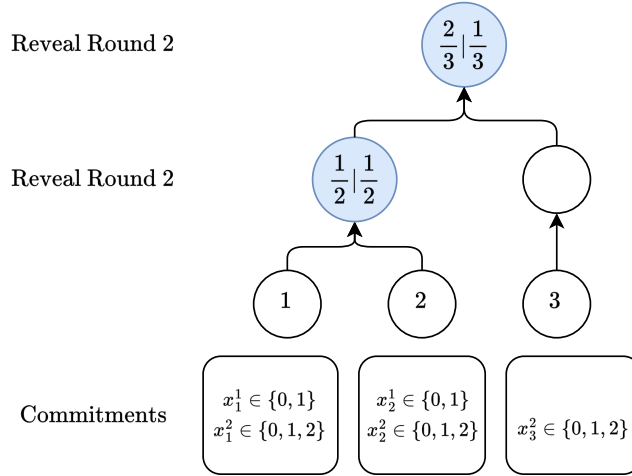 Reveal Round 2
2/3|1/3
Reveal Round 2
1/2|1/2
1
2
3
Commitments
x_1^1 ∈ {0, 1}
x_1^2 ∈ {0, 1, 2}
x_2^1 ∈ {0, 1}
x_2^2 ∈ {0, 1, 2}
x_3^2 ∈ {0, 1, 2}